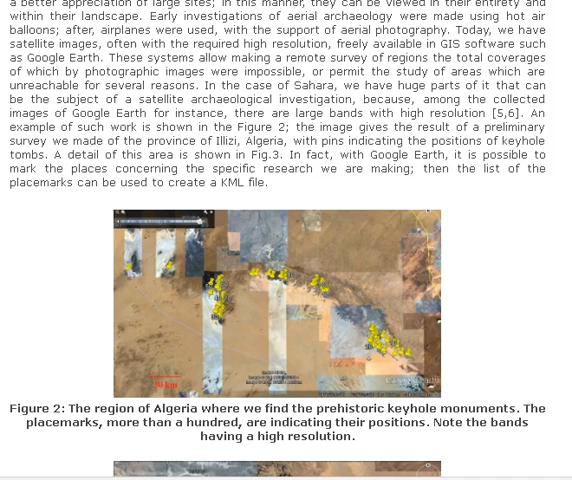 a better appreciation of large sites; in this manner, they can be viewed in their entirety and
within their landscape. Early investigations of aerial archaeology were made using hot air
balloons; after, airplanes were used, with the support of aerial photography. Today, we have
satellite images, often with the required high resolution, freely available in GIS software such
as Google Earth. These systems allow making a remote survey of regions the total coverages
of which by photographic images were impossible, or permit the study of areas which are
unreachable for several reasons. In the case of Sahara, we have huge parts of it that can
be the subject of a satellite archaeological investigation, because, among the collected
images of Google Earth for instance, there are large bands with high resolution [5,6]. An
example of such work is shown in the Figure 2; the image gives the result of a preliminary
survey we made of the province of Illizi, Algeria, with pins indicating the positions of keyhole
tombs. A detail of this area is shown in Fig.3. In fact, with Google Earth, it is possible to
mark the places concerning the specific research we are making; then the list of the
placemarks can be used to create a KML file.
30 km
Figure 2: The region of Algeria where we find the prehistoric keyhole monuments. The
placemarks, more than a hundred, are indicating their positions. Note the bands
having a high resolution.